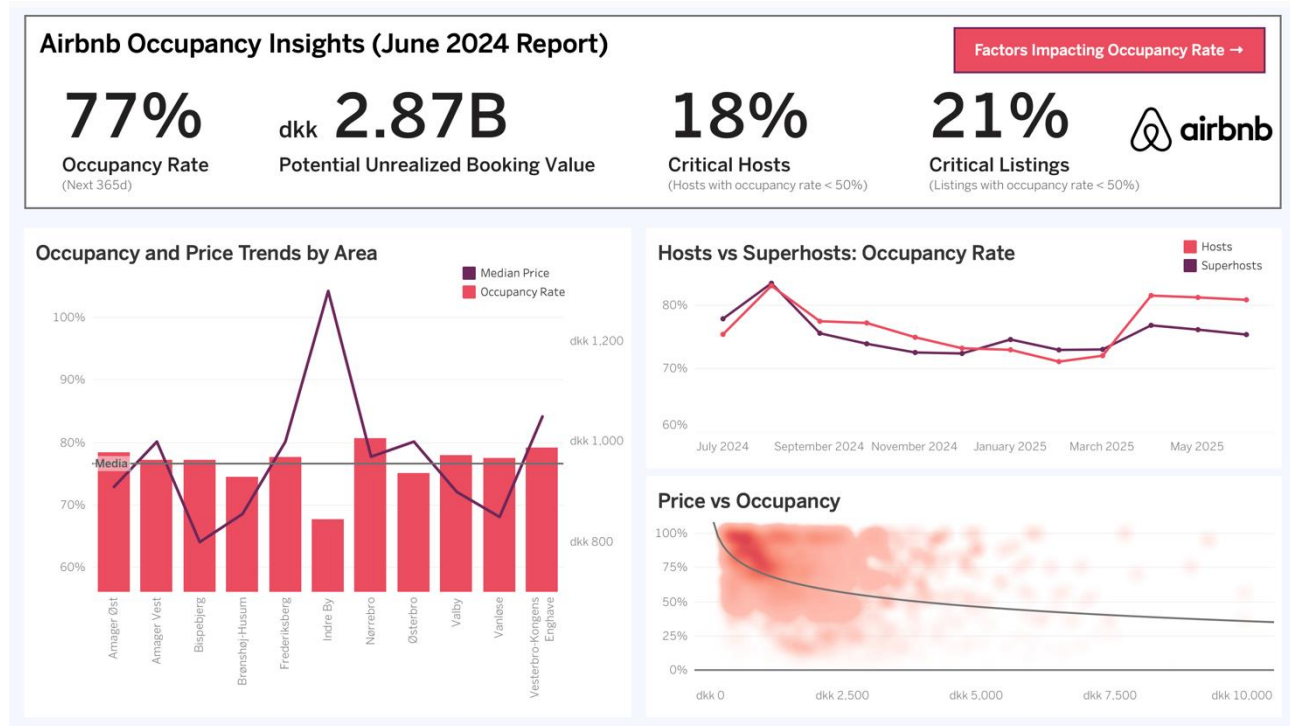 Airbnb Occupancy Insights (June 2024 Report)
Factors Impacting Occupancy Rate →
77%
Occupancy Rate
(Next 365d)
dkk 2.87B
Potential Unrealized Booking Value
18%
Critical Hosts
(Hosts with occupancy rate < 50%)
21%
Critical Listings
(Listings with occupancy rate < 50%)
airbnb
Occupancy and Price Trends by Area
Median Price
Occupancy Rate
100%
90%
80%
70%
60%
dkk 1,200
dkk 1,000
dkk 800
Media
Amager Øst
Amager Vest
Bispebjerg
Brønshøj-Husum
Frederiksberg
Indre By
Nørrebro
Østerbro
Valby
Vanløse
Vesterbro-Kongens
Enghave
Hosts vs Superhosts: Occupancy Rate
Hosts
Superhosts
80%
70%
60%
July 2024
September 2024
November 2024
January 2025
March 2025
May 2025
Price vs Occupancy
100%
75%
50%
25%
0%
dkk 0
dkk 2,500
dkk 5,000
dkk 7,500
dkk 10,000